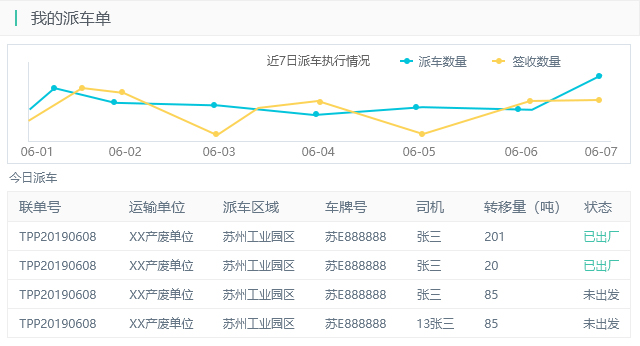 我的派车单
近7日派车执行情况 派车数量 签收数量
06-01 06-02 06-03 06-04 06-05 06-06 06-07
今日派车
联单号 运输单位 派车区域 车牌号 司机 转移量（吨） 状态
TPP20190608 XX产废单位 苏州工业园区 苏E888888 张三 201 已出厂
TPP20190608 XX产废单位 苏州工业园区 苏E888888 张三 20 已出厂
TPP20190608 XX产废单位 苏州工业园区 苏E888888 张三 85 未出发
TPP20190608 XX产废单位 苏州工业园区 苏E888888 13张三 85 未出发